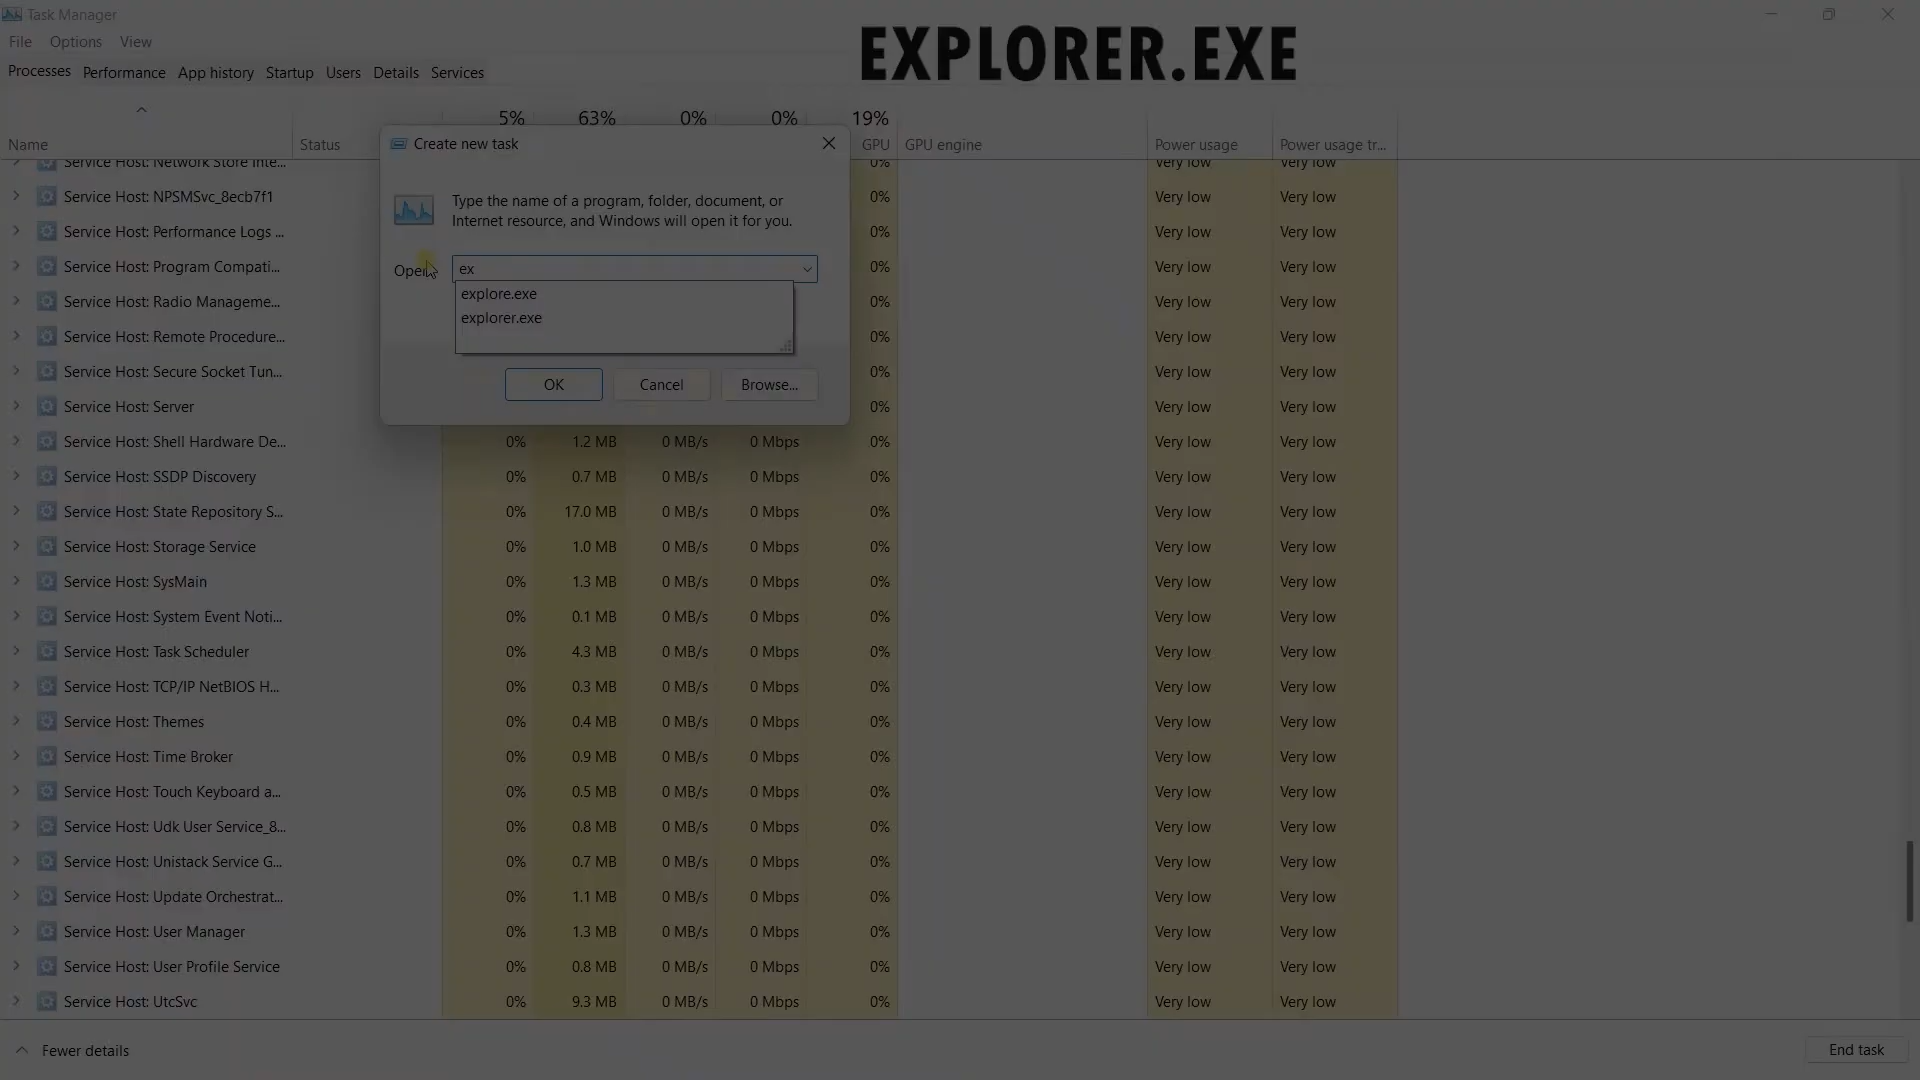 Task Manager
EXPLORER.EXE
File Options View
Processes Performance App history Startup Users Details Services
5% 63% 0% 0% 19%
Name Status GPU GPU engine Power usage Power usage tr...
Create new task
Type the name of a program, folder, document, or
Internet resource, and Windows will open it for you.
Open:
ex
explore.exe
explorer.exe
OK Cancel Browse...
Service Host: Network Store Inte... 0% Very low Very low
Service Host: NPSMSvc_8ecb7f1 0% Very low Very low
Service Host: Performance Logs ... 0% Very low Very low
Service Host: Program Compati... 0% Very low Very low
Service Host: Radio Manageme... 0% Very low Very low
Service Host: Remote Procedure... 0% Very low Very low
Service Host: Secure Socket Tun... 0% Very low Very low
Service Host: Server 0% Very low Very low
Service Host: Shell Hardware De... 0% 1.2 MB 0 MB/s 0 Mbps 0% Very low Very low
Service Host: SSDP Discovery 0% 0.7 MB 0 MB/s 0 Mbps 0% Very low Very low
Service Host: State Repository S... 0% 17.0 MB 0 MB/s 0 Mbps 0% Very low Very low
Service Host: Storage Service 0% 1.0 MB 0 MB/s 0 Mbps 0% Very low Very low
Service Host: SysMain 0% 1.3 MB 0 MB/s 0 Mbps 0% Very low Very low
Service Host: System Event Noti... 0% 0.1 MB 0 MB/s 0 Mbps 0% Very low Very low
Service Host: Task Scheduler 0% 4.3 MB 0 MB/s 0 Mbps 0% Very low Very low
Service Host: TCP/IP NetBIOS H... 0% 0.3 MB 0 MB/s 0 Mbps 0% Very low Very low
Service Host: Themes 0% 0.4 MB 0 MB/s 0 Mbps 0% Very low Very low
Service Host: Time Broker 0% 0.9 MB 0 MB/s 0 Mbps 0% Very low Very low
Service Host: Touch Keyboard a... 0% 0.5 MB 0 MB/s 0 Mbps 0% Very low Very low
Service Host: Udk User Service_8... 0% 0.8 MB 0 MB/s 0 Mbps 0% Very low Very low
Service Host: Unistack Service G... 0% 0.7 MB 0 MB/s 0 Mbps 0% Very low Very low
Service Host: Update Orchestrat... 0% 1.1 MB 0 MB/s 0 Mbps 0% Very low Very low
Service Host: User Manager 0% 1.3 MB 0 MB/s 0 Mbps 0% Very low Very low
Service Host: User Profile Service 0% 0.8 MB 0 MB/s 0 Mbps 0% Very low Very low
Service Host: UtcSvc 0% 9.3 MB 0 MB/s 0 Mbps 0% Very low Very low
Fewer details End task